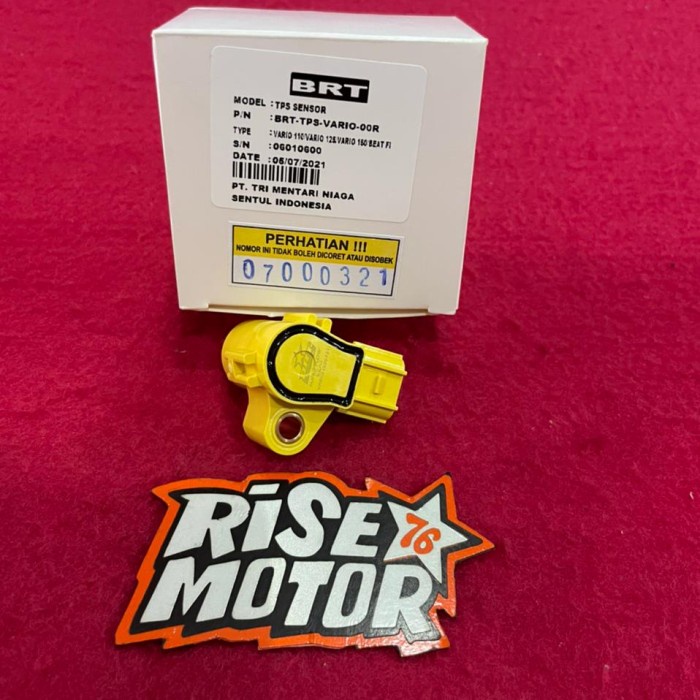 BRT
MODEL : TPS SENSOR
P/N : BRT-TPS-VARIO-00R
TYPE : VARIO 110/VARIO 125/VARIO 150/BEAT FI
S/N : 06010600
DATE : 05/07/2021
PT. TRI MENTARI NIAGA
SENTUL INDONESIA
PERHATIAN !!!
NOMOR INI TIDAK BOLEH DICORET ATAU DISOBEK
07000321
RiSE 76
MOTOR